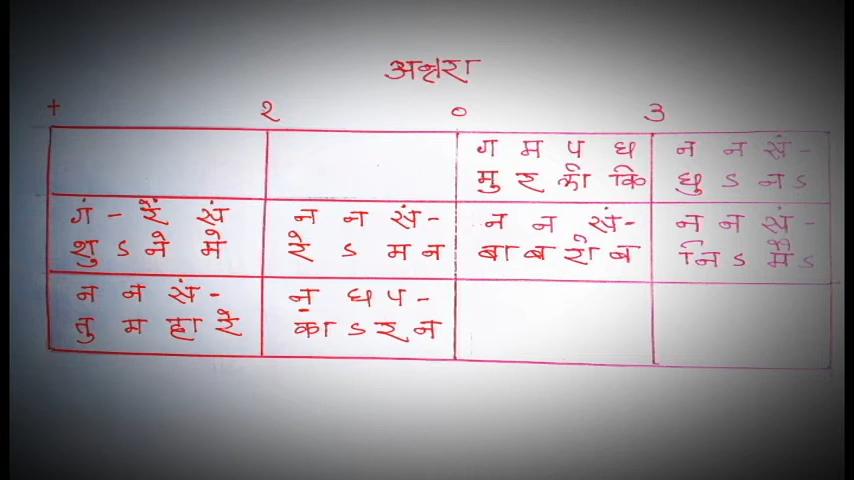 अन्तरा
+ २ ० ३
ग म प ध न न सं -
मु र ली कि धु ऽ न ऽ
गं - रें सं न न सं - न न सं - न न सं -
सु ऽ ने मे रे ऽ म न बा ब री ब नि ऽ मैं ऽ
न न सं - न ध प -
तु म हा रे का ऽ र न